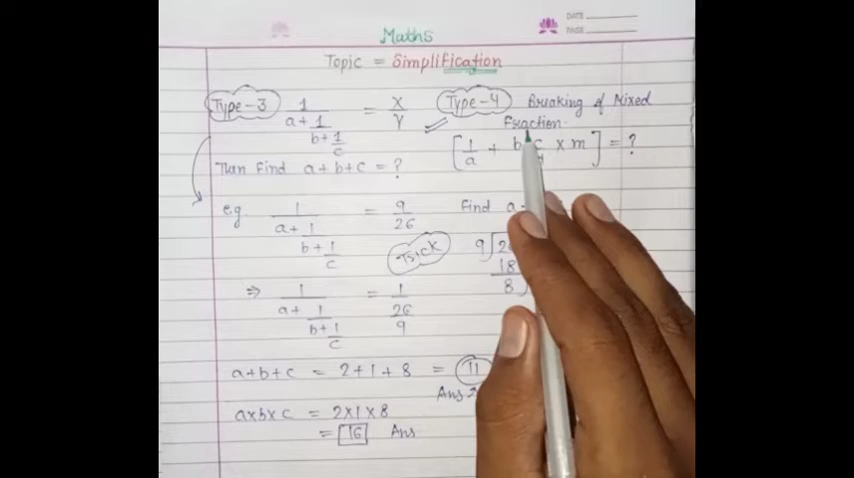 DATE
PAGE
Maths
Topic = Simplification
Type-3 1/(a+1/(b+1/c)) = X/Y
Then Find a+b+c = ?
e.g 1/(a+1/(b+1/c)) = 9/26
⇒ 1/(a+1/(b+1/c)) = 1/(26/9)
a+b+c = 2+1+8 = 11
Ans
a×b×c = 2×1×8
= 16 Ans
Type-4 Breaking of Mixed
Fraction.
[1/a + b c × m] = ?
Find
Trick
9
18
8